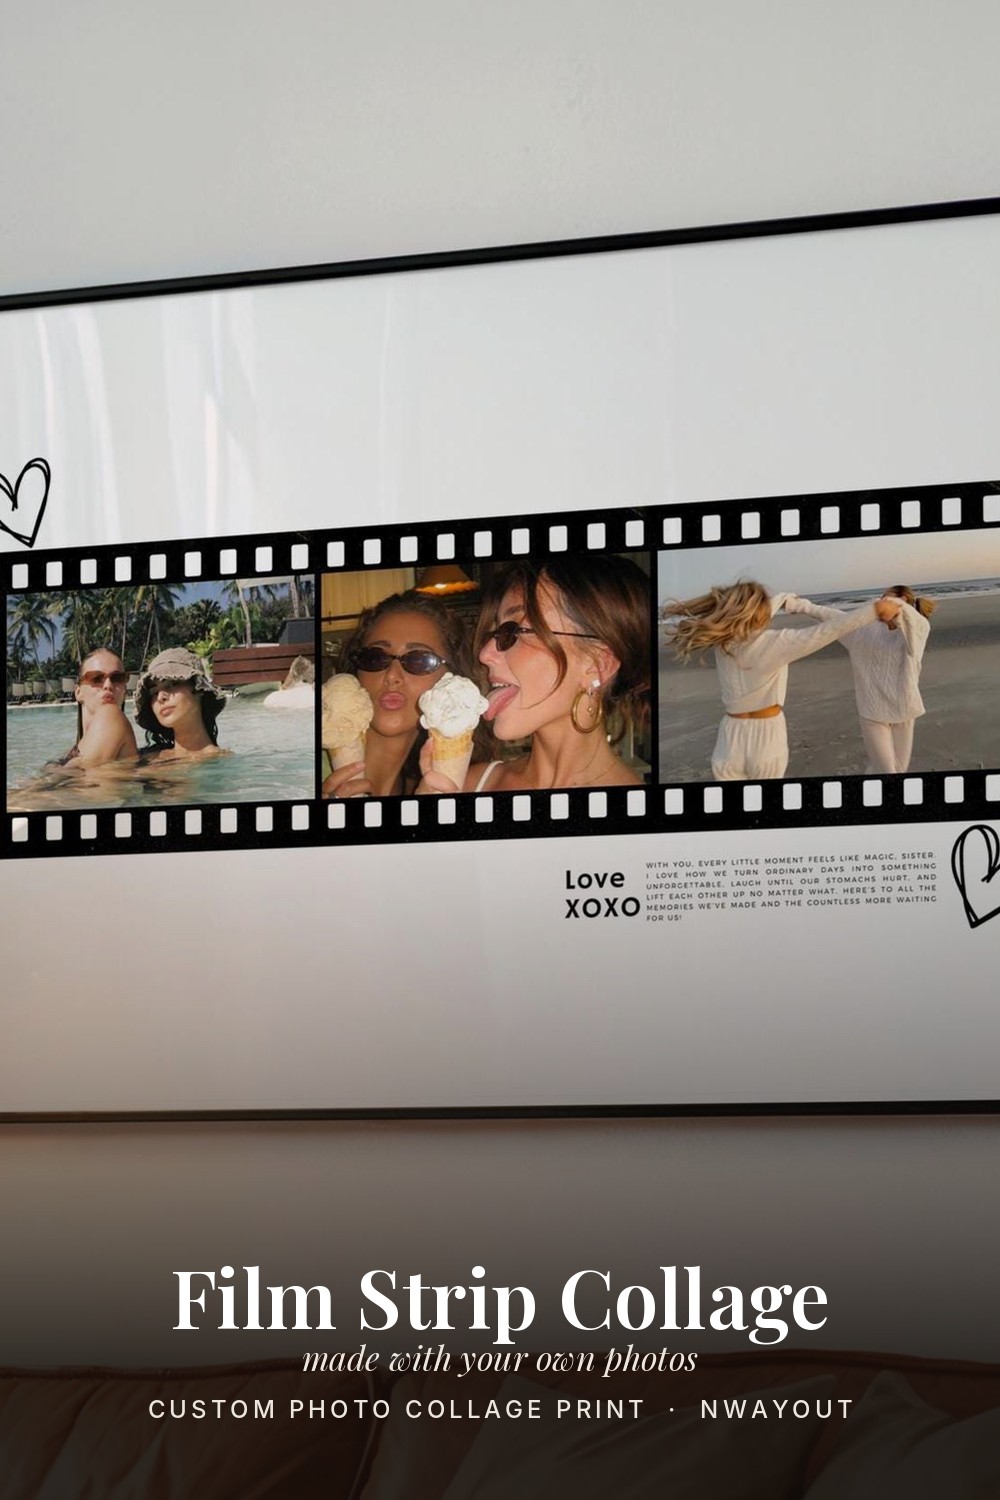 Love
XOXO
WITH YOU, EVERY LITTLE MOMENT FEELS LIKE MAGIC, SISTER.
I LOVE HOW WE TURN ORDINARY DAYS INTO SOMETHING
UNFORGETTABLE, LAUGH UNTIL OUR STOMACHS HURT, AND
LIFT EACH OTHER UP NO MATTER WHAT. HERE'S TO ALL THE
MEMORIES WE'VE MADE AND THE COUNTLESS MORE WAITING
FOR US!
Film Strip Collage
made with your own photos
CUSTOM PHOTO COLLAGE PRINT · NWAYOUT